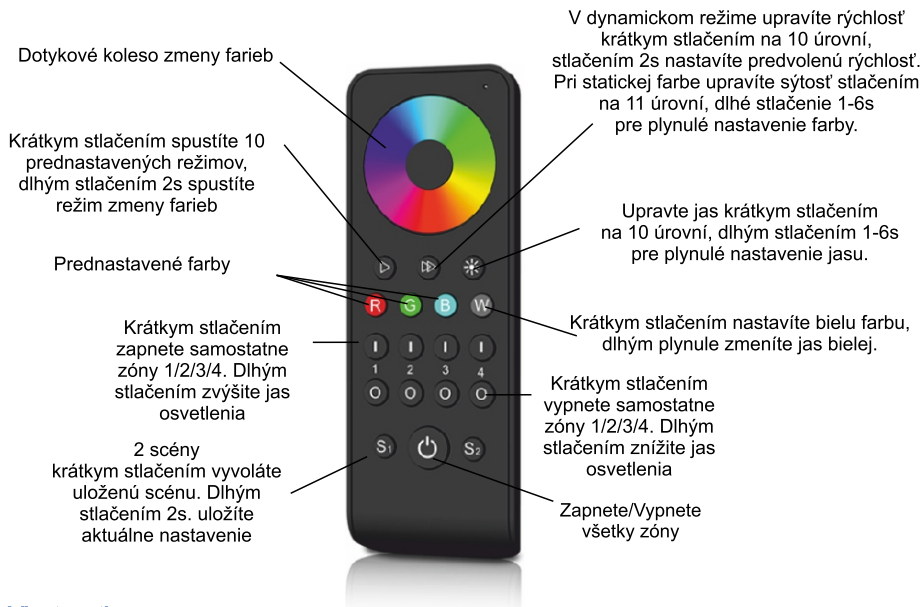 V dynamickom režime upravíte rýchlosť
krátkym stlačením na 10 úrovní,
stlačením 2s nastavíte predvolenú rýchlosť.
Pri statickej farbe upravíte sýtosť stlačením
na 11 úrovní, dlhé stlačenie 1-6s
pre plynulé nastavenie farby.
Dotykové koleso zmeny farieb
Krátkym stlačením spustíte 10
prednastavených režimov,
dlhým stlačením 2s spustíte
režim zmeny farieb
Upravte jas krátkym stlačením
na 10 úrovní, dlhým stlačením 1-6s
pre plynulé nastavenie jasu.
Prednastavené farby
R G B W
Krátkym stlačením nastavíte bielu farbu,
dlhým plynule zmeníte jas bielej.
Krátkym stlačením
zapnete samostatne
zóny 1/2/3/4. Dlhým
stlačením zvýšite jas
osvetlenia
I I I I
1 2 3 4
O O O O
Krátkym stlačením
vypnete samostatne
zóny 1/2/3/4. Dlhým
stlačením znížite jas
osvetlenia
2 scény
krátkym stlačením vyvoláte
uloženú scénu. Dlhým
stlačením 2s. uložíte
aktuálne nastavenie
S1 S2
Zapnete/Vypnete
všetky zóny